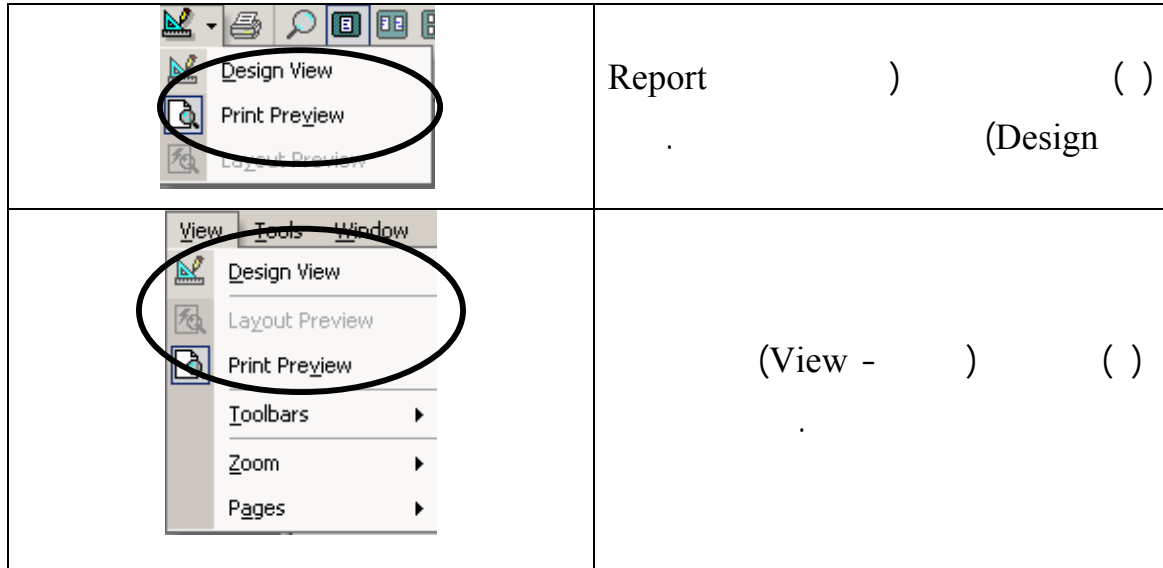 Design View
Print Preview
Layout Preview
Report ) ( )
. (Design
View Tools Window
Design View
Layout Preview
Print Preview
Toolbars
Zoom
Pages
(View - ) ( )
.